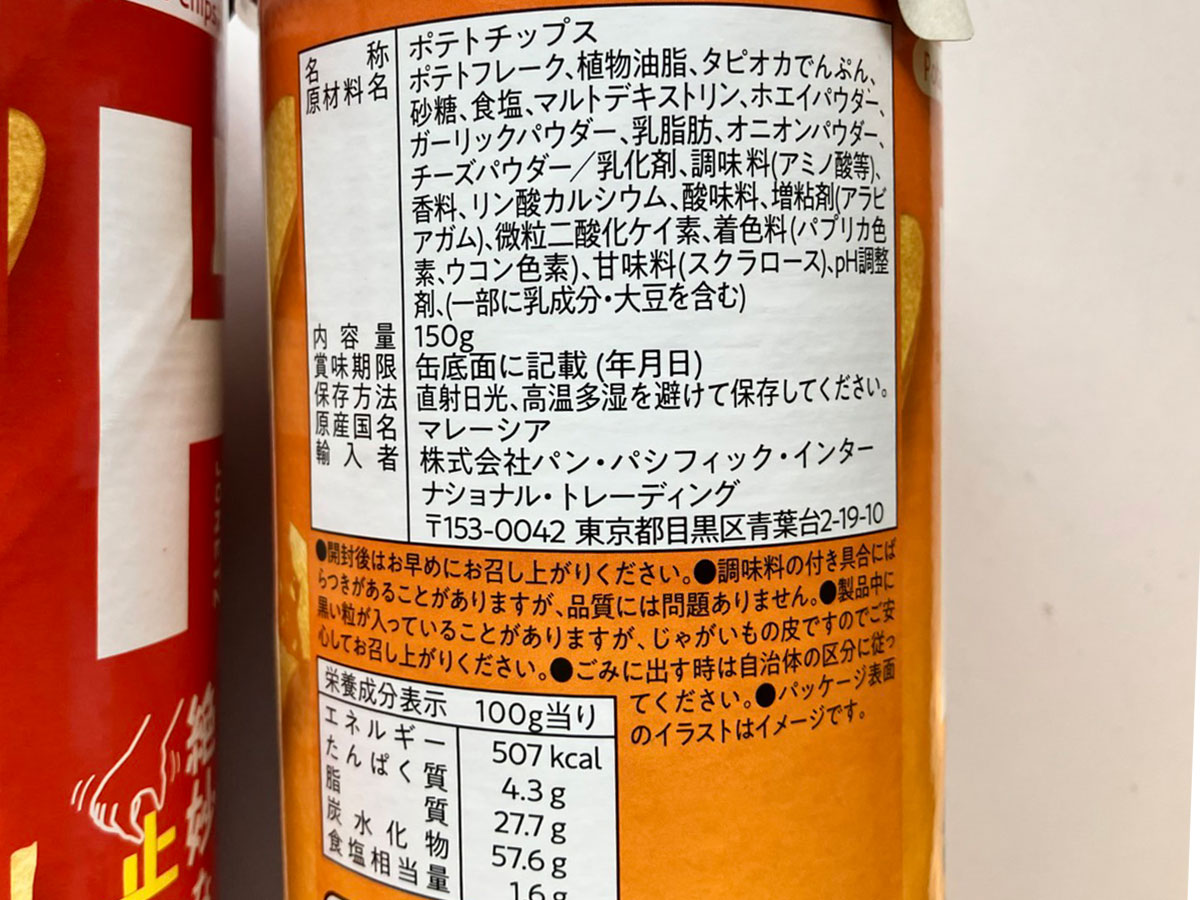 Chips
名称 ポテトチップス
原材料名 ポテトフレーク、植物油脂、タピオカでんぷん、
砂糖、食塩、マルトデキストリン、ホエイパウダー、
ガーリックパウダー、乳脂肪、オニオンパウダー、
チーズパウダー／乳化剤、調味料(アミノ酸等)、
香料、リン酸カルシウム、酸味料、増粘剤(アラビ
アガム)、微粒二酸化ケイ素、着色料(パプリカ色
素、ウコン色素)、甘味料(スクラロース)、pH調整
剤、(一部に乳成分・大豆を含む)
内容量 150g
賞味期限 缶底面に記載 (年月日)
保存方法 直射日光、高温多湿を避けて保存してください。
原産国名 マレーシア
輸入者 株式会社パン・パシフィック・インター
ナショナル・トレーディング
〒153-0042 東京都目黒区青葉台2-19-10
●開封後はお早めにお召し上がりください。●調味料の付き具合にば
らつきがあることがありますが、品質には問題ありません。●製品中に
黒い粒が入っていることがありますが、じゃがいもの皮ですのでご安
心してお召し上がりください。●ごみに出す時は自治体の区分に従っ
てください。●パッケージ表面
のイラストはイメージです。
栄養成分表示 100g当り
エネルギー 507 kcal
たんぱく質 4.3 g
脂質 27.7 g
炭水化物 57.6 g
食塩相当量 1.6 g
絶妙な
止